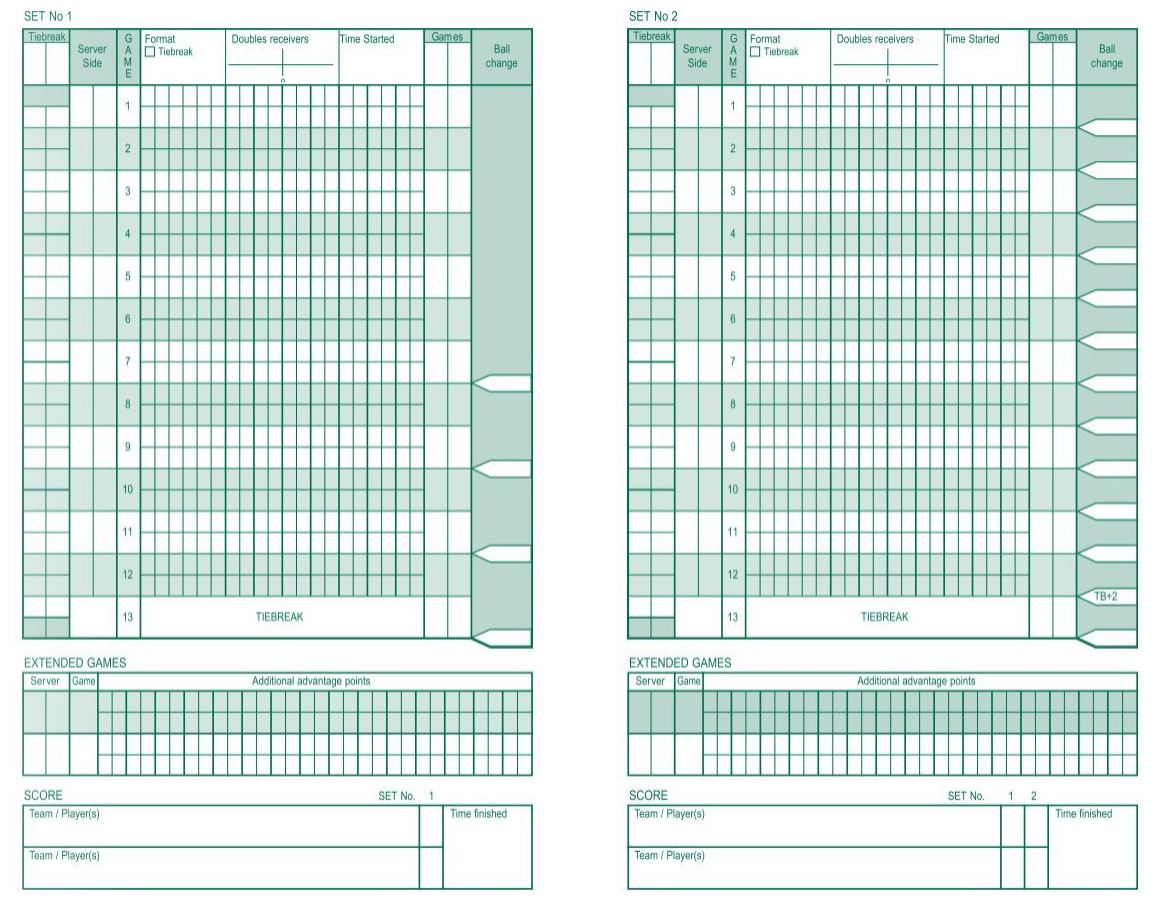 SET No 1
Tiebreak
Server
Side
G
A
M
E
Format
Tiebreak
Doubles receivers
Time Started
Games
Ball
change
1
2
3
4
5
6
7
8
9
10
11
12
13
TIEBREAK
EXTENDED GAMES
Server
Game
Additional advantage points
SCORE
SET No. 1
Team / Player(s)
Time finished
Team / Player(s)
SET No 2
Tiebreak
Server
Side
G
A
M
E
Format
Tiebreak
Doubles receivers
Time Started
Games
Ball
change
1
2
3
4
5
6
7
8
9
10
11
12
TB+2
13
TIEBREAK
EXTENDED GAMES
Server
Game
Additional advantage points
SCORE
SET No. 1 2
Team / Player(s)
Time finished
Team / Player(s)